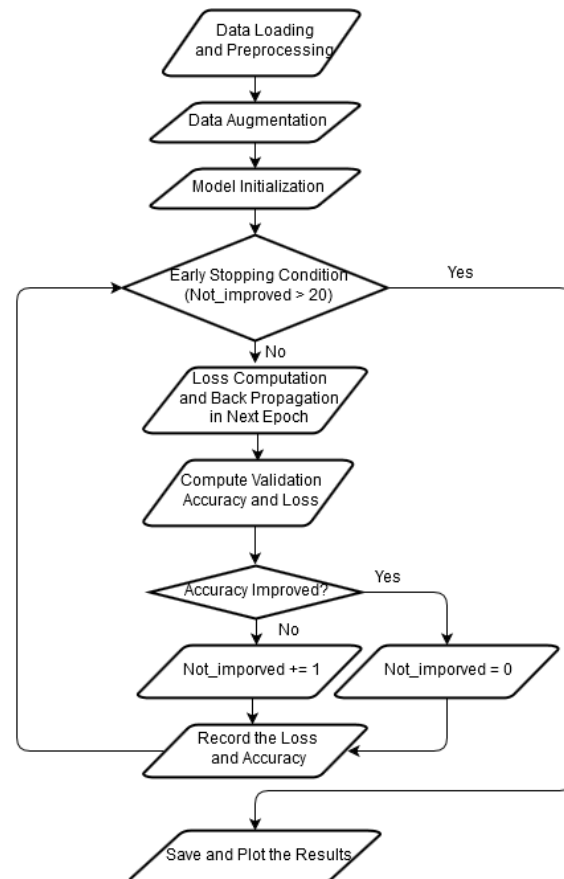 Data Loading
and Preprocessing
Data Augmentation
Model Initialization
Early Stopping Condition
(Not_improved > 20)
Yes
No
Loss Computation
and Back Propagation
in Next Epoch
Compute Validation
Accuracy and Loss
Accuracy Improved?
Yes
No
Not_imporved += 1
Not_imporved = 0
Record the Loss
and Accuracy
Save and Plot the Results